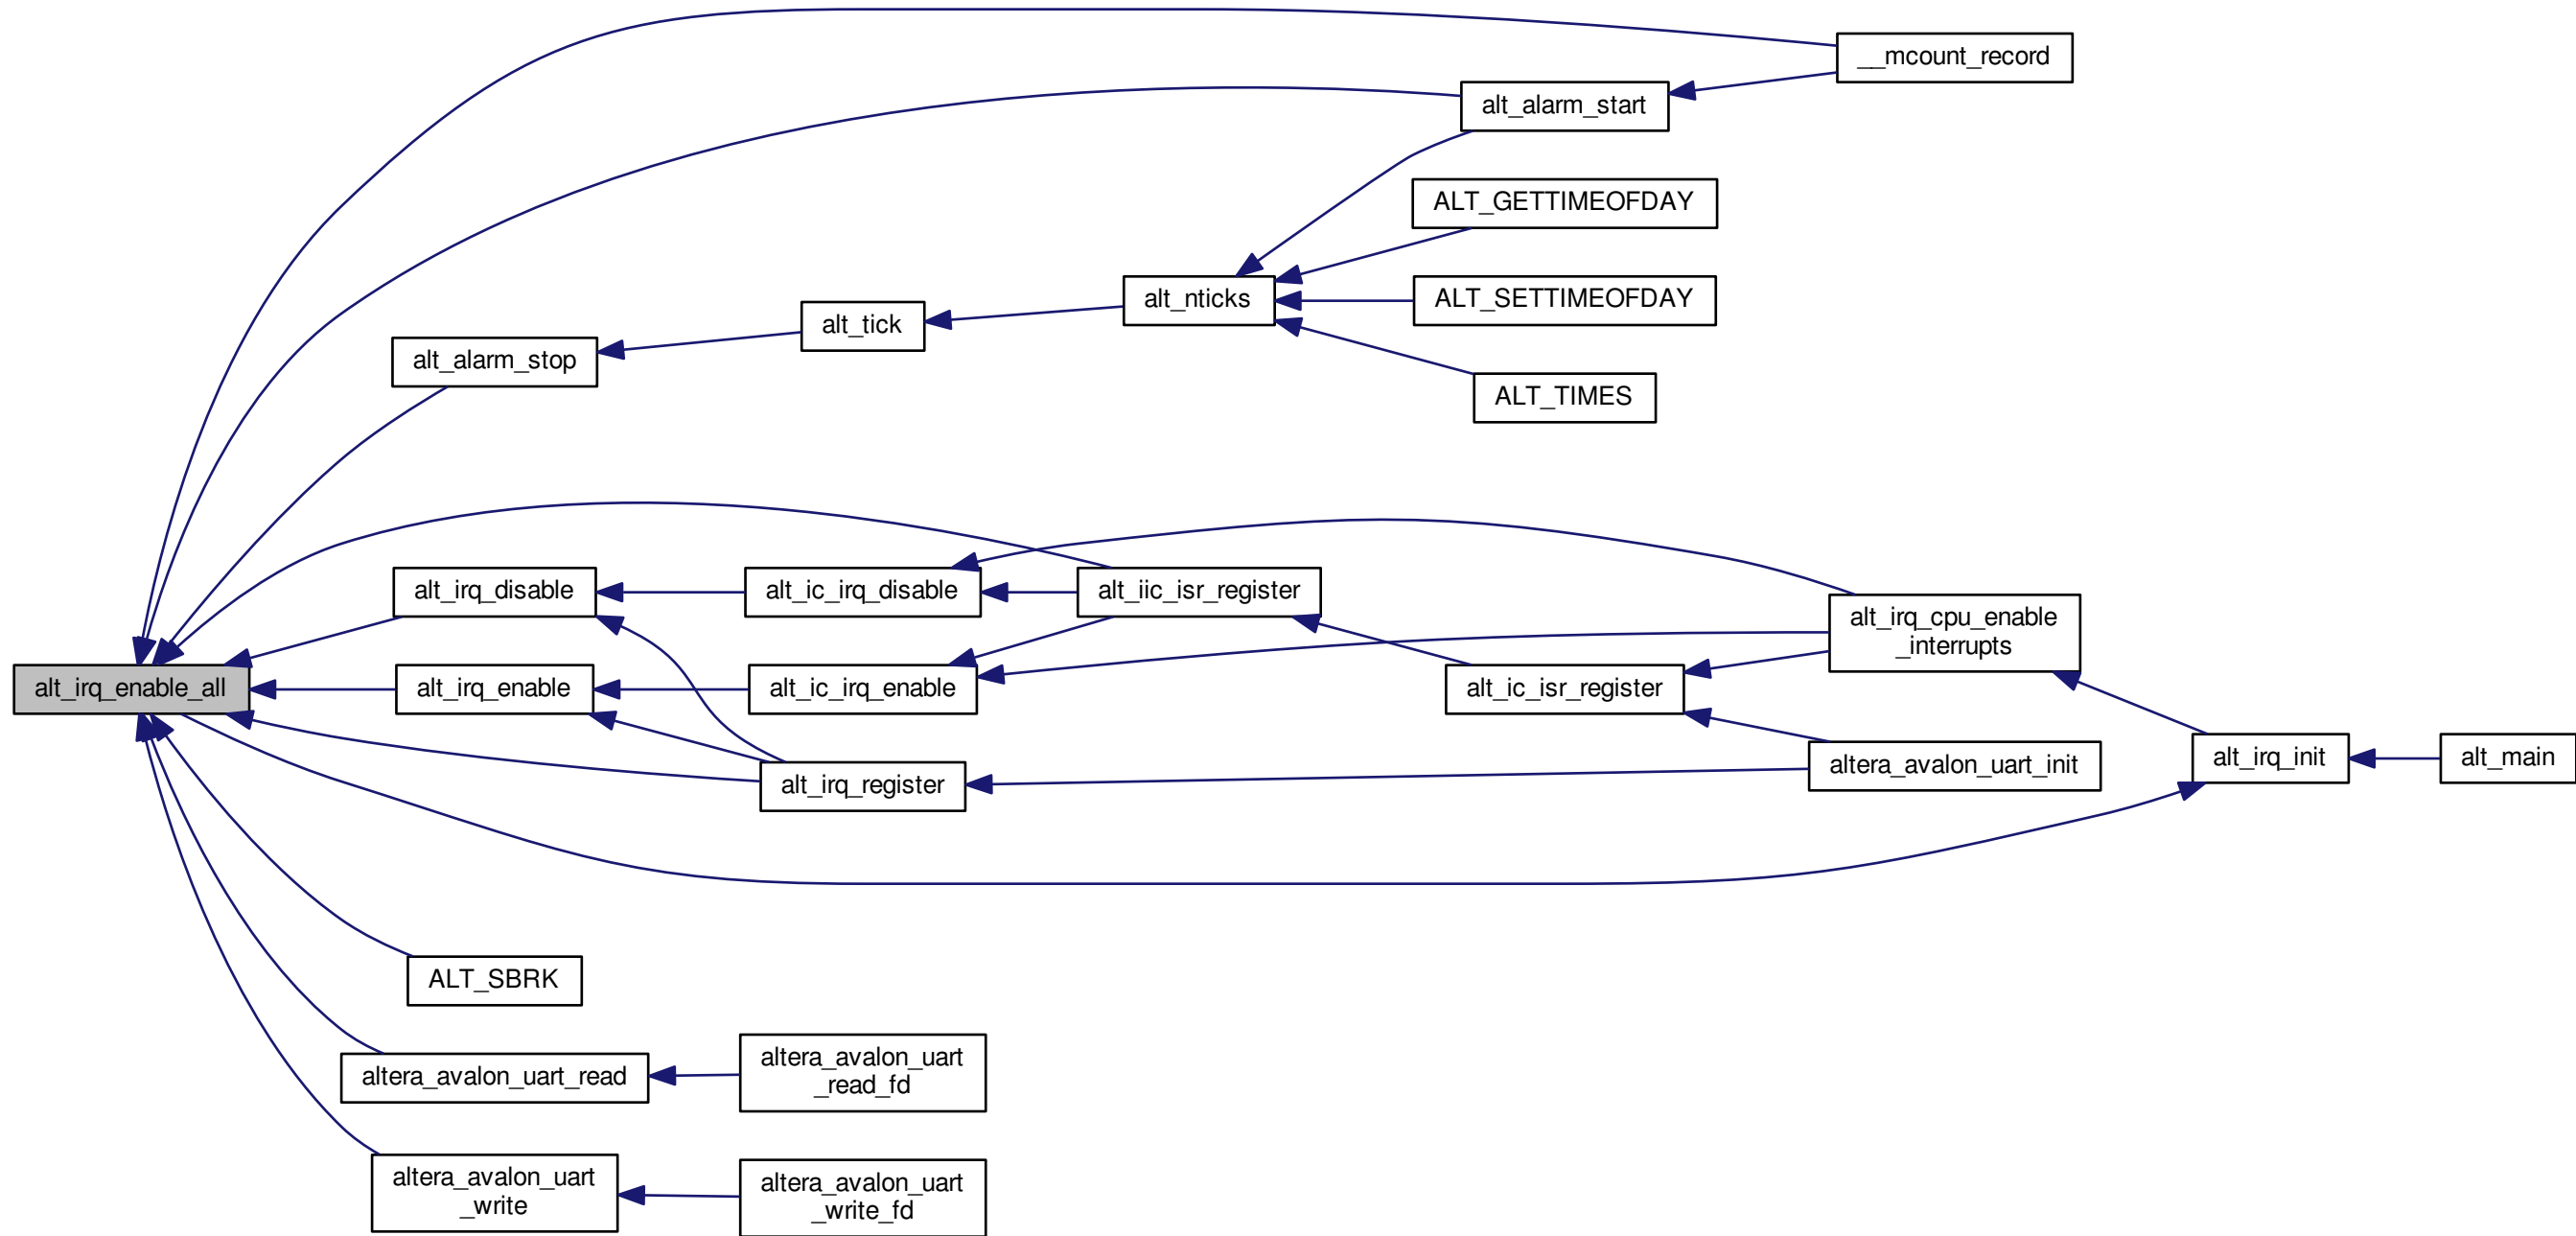 __mcount_record
alt_alarm_start
ALT_GETTIMEOFDAY
alt_nticks
ALT_SETTIMEOFDAY
alt_tick
alt_alarm_stop
ALT_TIMES
alt_irq_disable
alt_ic_irq_disable
alt_iic_isr_register
alt_irq_cpu_enable
_interrupts
alt_irq_enable_all
alt_irq_enable
alt_ic_irq_enable
alt_ic_isr_register
alt_irq_register
altera_avalon_uart_init
alt_irq_init
alt_main
ALT_SBRK
altera_avalon_uart_read
altera_avalon_uart
_read_fd
altera_avalon_uart
_write
altera_avalon_uart
_write_fd